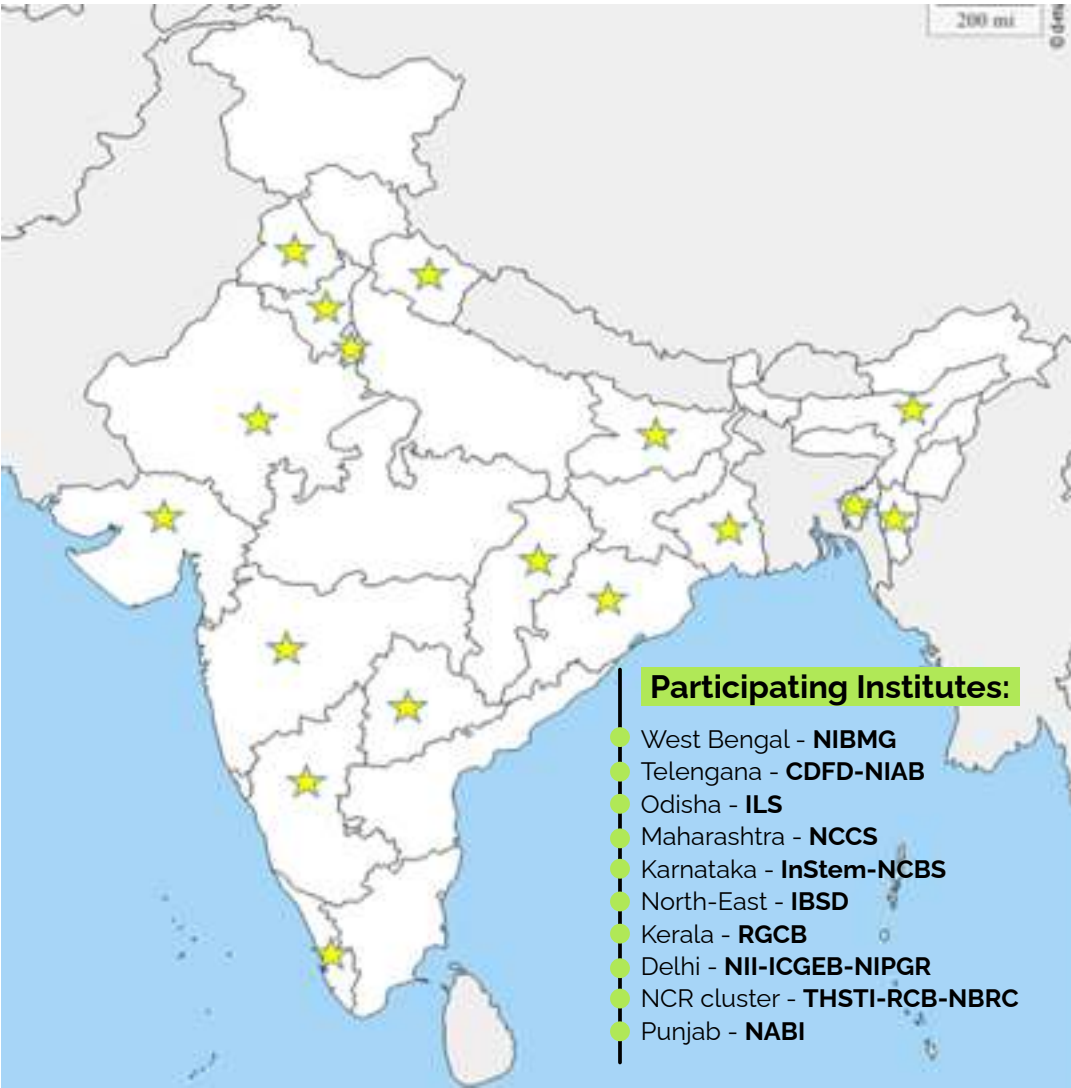 200 mi
Participating Institutes:
West Bengal - NIBMG
Telengana - CDFD-NIAB
Odisha - ILS
Maharashtra - NCCS
Karnataka - InStem-NCBS
North-East - IBSD
Kerala - RGCB
Delhi - NII-ICGEB-NIPGR
NCR cluster - THSTI-RCB-NBRC
Punjab - NABI